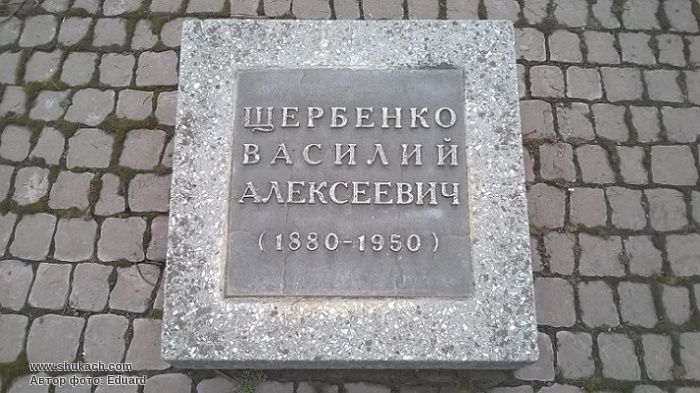 ЩЕРБЕНКО
ВАСИЛИЙ
АЛЕКСЕЕВИЧ
(1880-1950)
www.shukach.com
Автор фото: Eduard